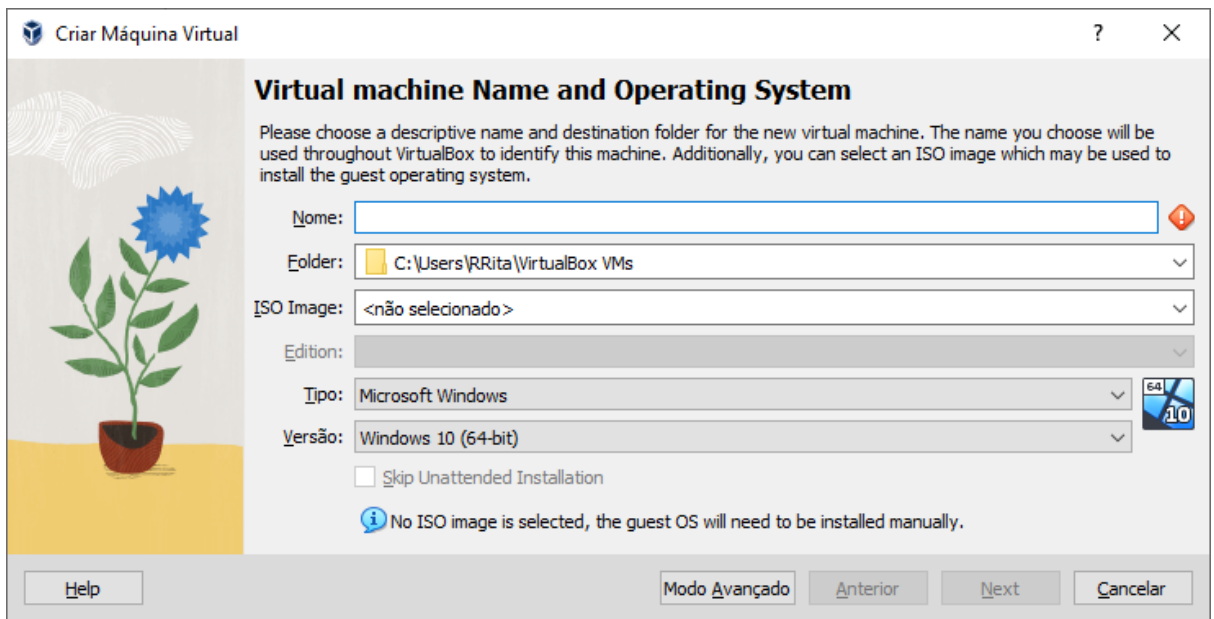 Criar Máquina Virtual
?
Virtual machine Name and Operating System
Please choose a descriptive name and destination folder for the new virtual machine. The name you choose will be
used throughout VirtualBox to identify this machine. Additionally, you can select an ISO image which may be used to
install the guest operating system.
Nome:
Folder: C:\Users\RRita\VirtualBox VMs
ISO Image: <não selecionado>
Edition:
Tipo: Microsoft Windows 64
10
Versão: Windows 10 (64-bit)
Skip Unattended Installation
No ISO image is selected, the guest OS will need to be installed manually.
Help Modo Avançado Anterior Next Cancelar